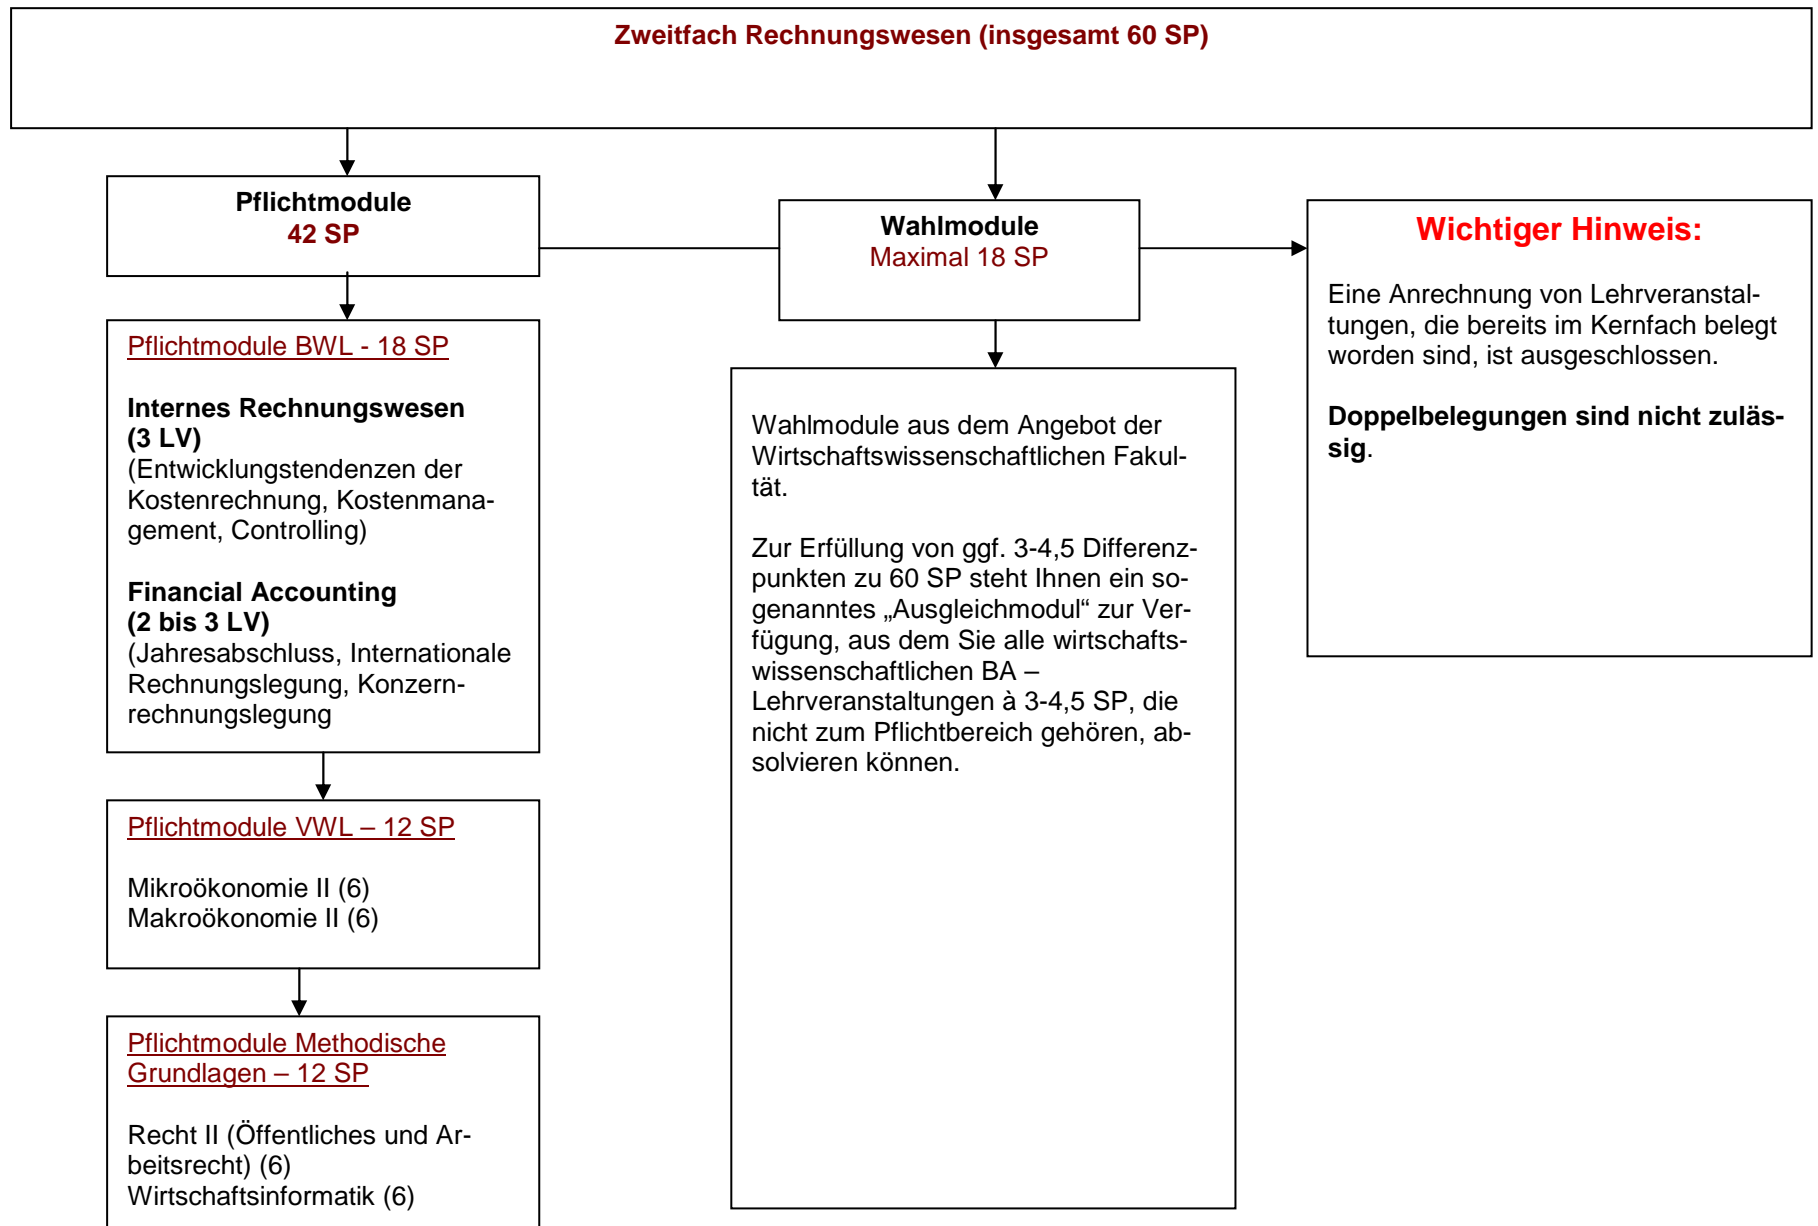 Zweitfach Rechnungswesen (insgesamt 60 SP)
Pflichtmodule
42 SP
Pflichtmodule BWL - 18 SP
Internes Rechnungswesen
(3 LV)
(Entwicklungstendenzen der
Kostenrechnung, Kostenmana-
gement, Controlling)
Financial Accounting
(2 bis 3 LV)
(Jahresabschluss, Internationale
Rechnungslegung, Konzern-
rechnungslegung
Pflichtmodule VWL – 12 SP
Mikroökonomie II (6)
Makroökonomie II (6)
Pflichtmodule Methodische
Grundlagen – 12 SP
Recht II (Öffentliches und Ar-
beitsrecht) (6)
Wirtschaftsinformatik (6)
Wahlmodule
Maximal 18 SP
Wahlmodule aus dem Angebot der
Wirtschaftswissenschaftlichen Fakul-
tät.
Zur Erfüllung von ggf. 3-4,5 Differenz-
punkten zu 60 SP steht Ihnen ein so-
genanntes „Ausgleichmodul“ zur Ver-
fügung, aus dem Sie alle wirtschafts-
wissenschaftlichen BA –
Lehrveranstaltungen à 3-4,5 SP, die
nicht zum Pflichtbereich gehören, ab-
solvieren können.
Wichtiger Hinweis:
Eine Anrechnung von Lehrveranstal-
tungen, die bereits im Kernfach belegt
worden sind, ist ausgeschlossen.
Doppelbelegungen sind nicht zuläs-
sig.